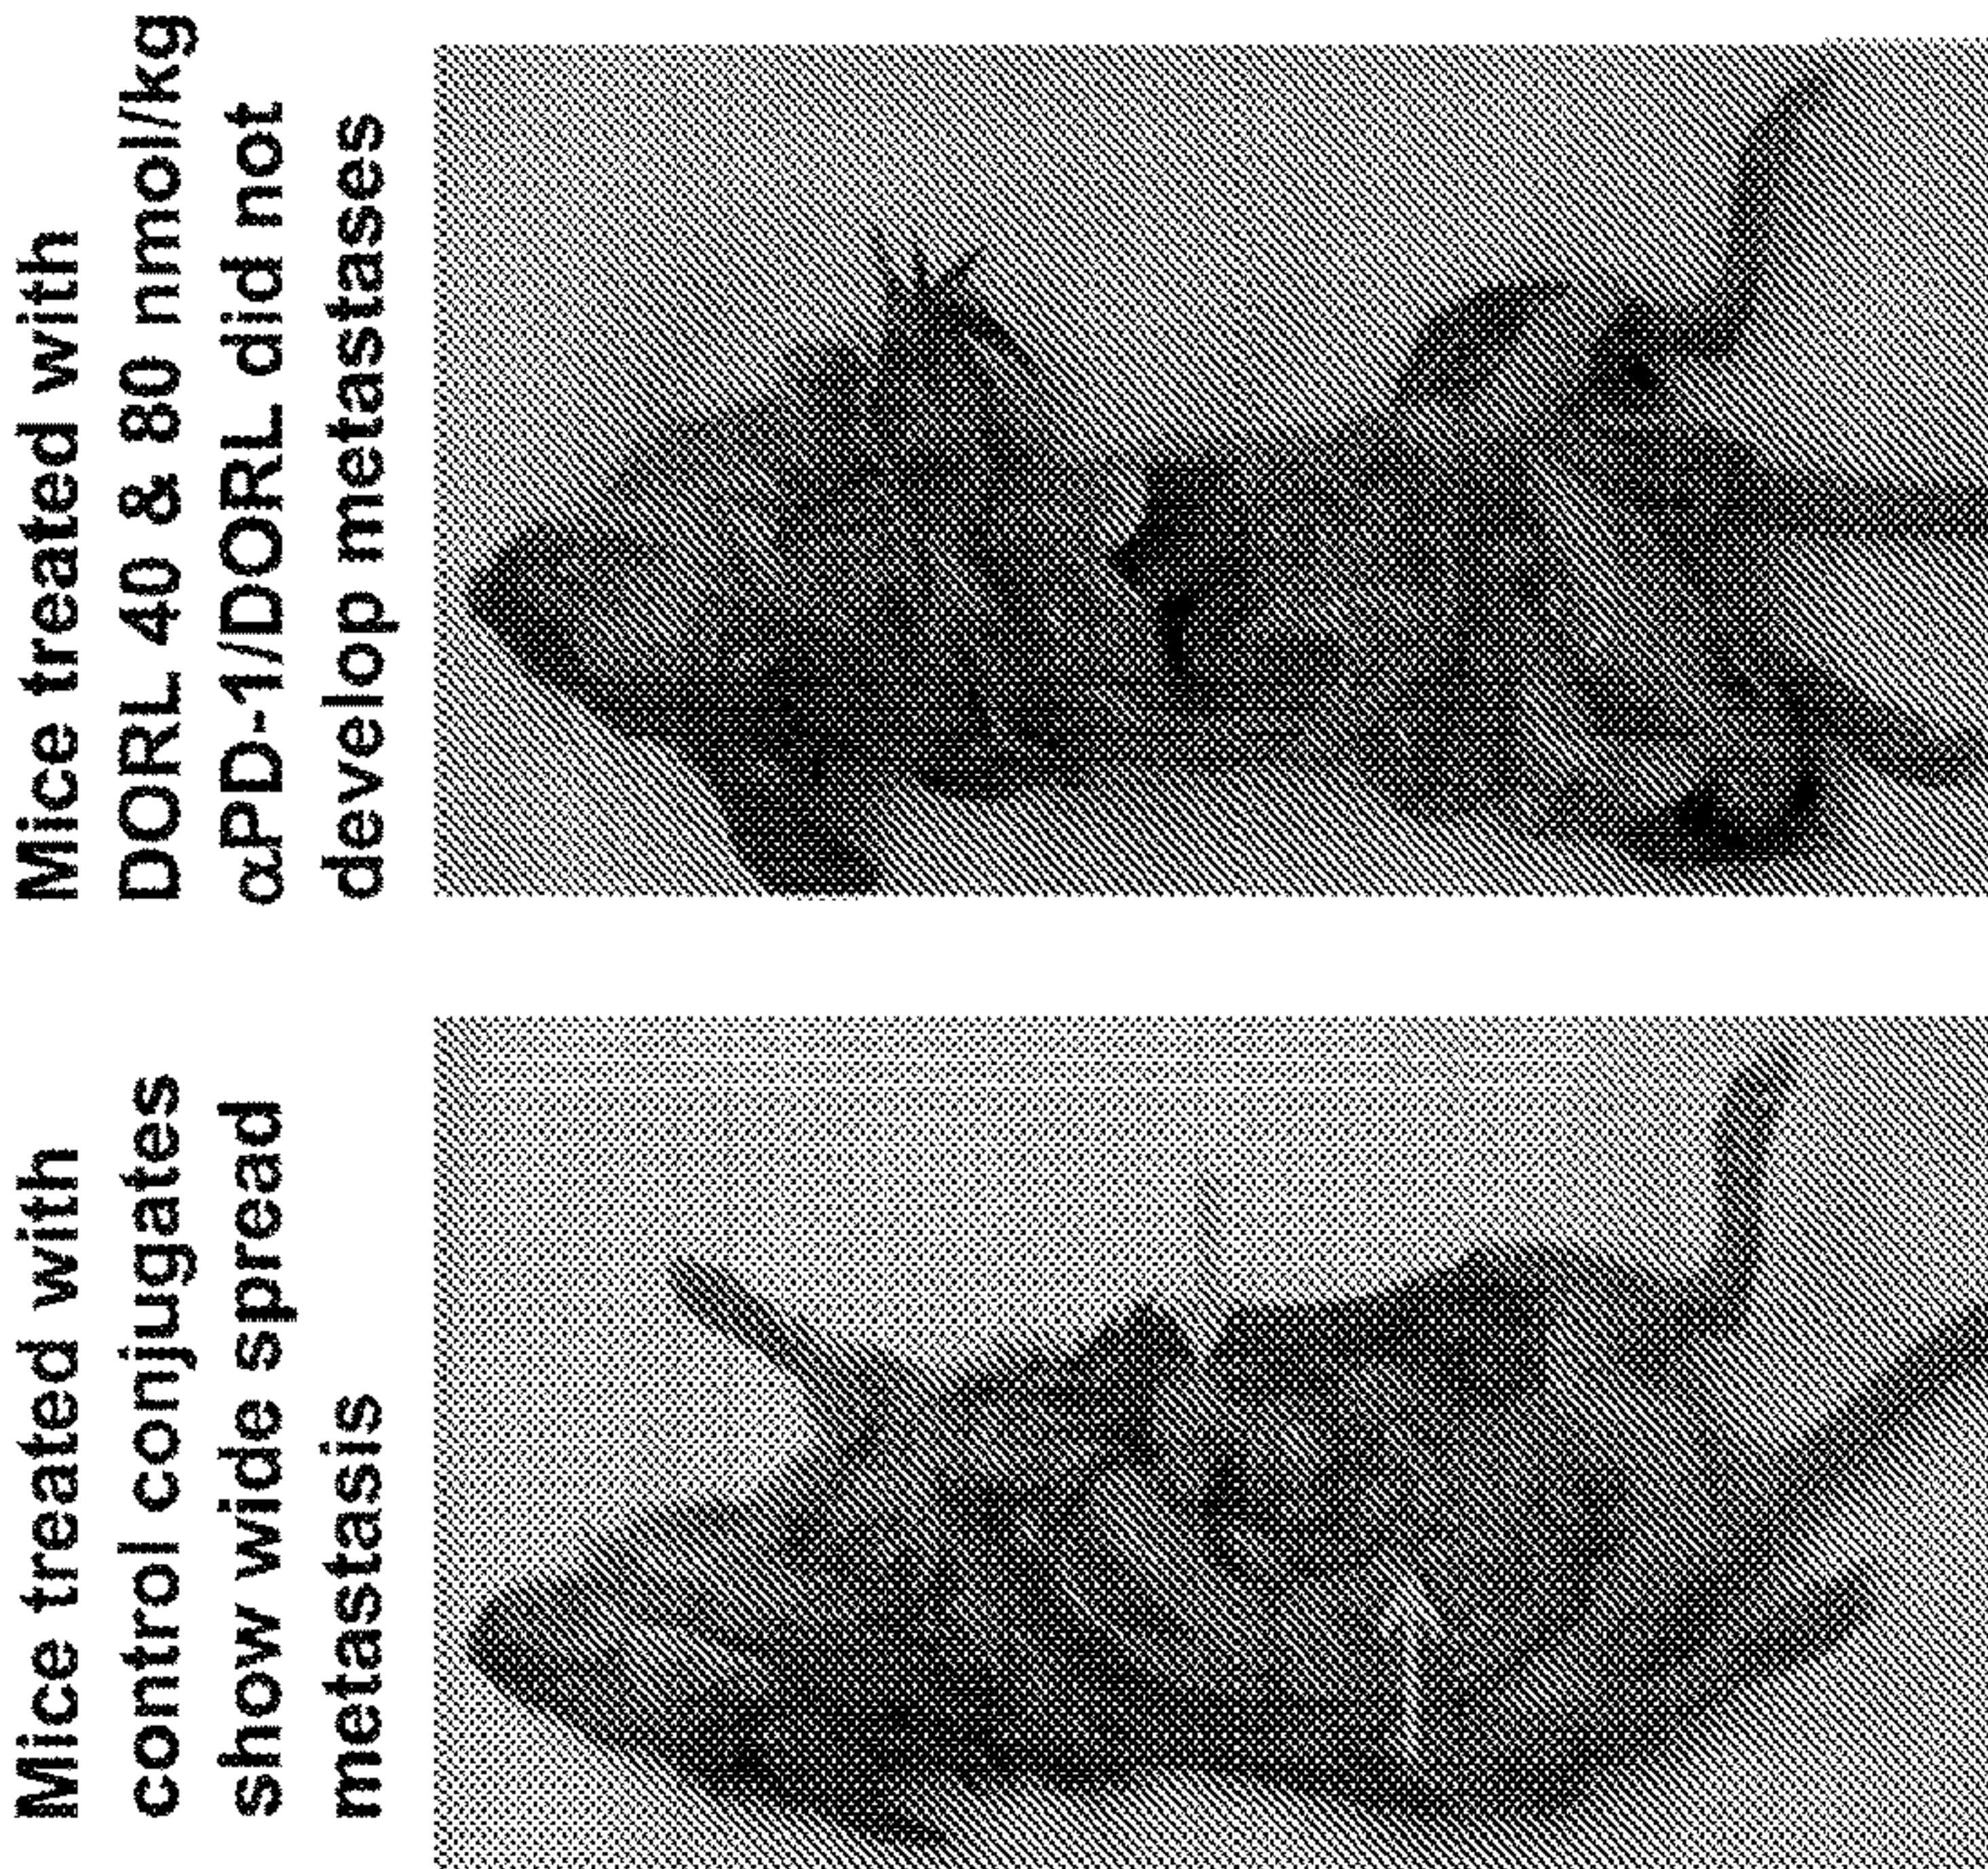 Mice treated with
control conjugates
show wide spread
metastasis
Mice treated with
DORL 40 & 80 nmol/kg
αPD-1/DORL did not
develop metastases